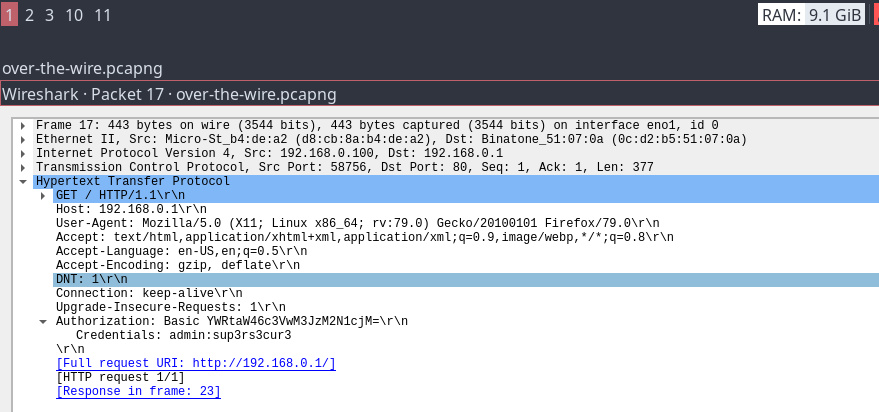 1 2 3 10 11 RAM: 9.1 GiB
over-the-wire.pcapng
Wireshark · Packet 17 · over-the-wire.pcapng
Frame 17: 443 bytes on wire (3544 bits), 443 bytes captured (3544 bits) on interface eno1, id 0
Ethernet II, Src: Micro-St_b4:de:a2 (d8:cb:8a:b4:de:a2), Dst: Binatone_51:07:0a (0c:d2:b5:51:07:0a)
Internet Protocol Version 4, Src: 192.168.0.100, Dst: 192.168.0.1
Transmission Control Protocol, Src Port: 58756, Dst Port: 80, Seq: 1, Ack: 1, Len: 377
Hypertext Transfer Protocol
GET / HTTP/1.1\r\n
Host: 192.168.0.1\r\n
User-Agent: Mozilla/5.0 (X11; Linux x86_64; rv:79.0) Gecko/20100101 Firefox/79.0\r\n
Accept: text/html,application/xhtml+xml,application/xml;q=0.9,image/webp,*/*;q=0.8\r\n
Accept-Language: en-US,en;q=0.5\r\n
Accept-Encoding: gzip, deflate\r\n
DNT: 1\r\n
Connection: keep-alive\r\n
Upgrade-Insecure-Requests: 1\r\n
Authorization: Basic YWRtaW46c3VwM3JzM2N1cjM=\r\n
Credentials: admin:sup3rs3cur3
\r\n
[Full request URI: http://192.168.0.1/]
[HTTP request 1/1]
[Response in frame: 23]